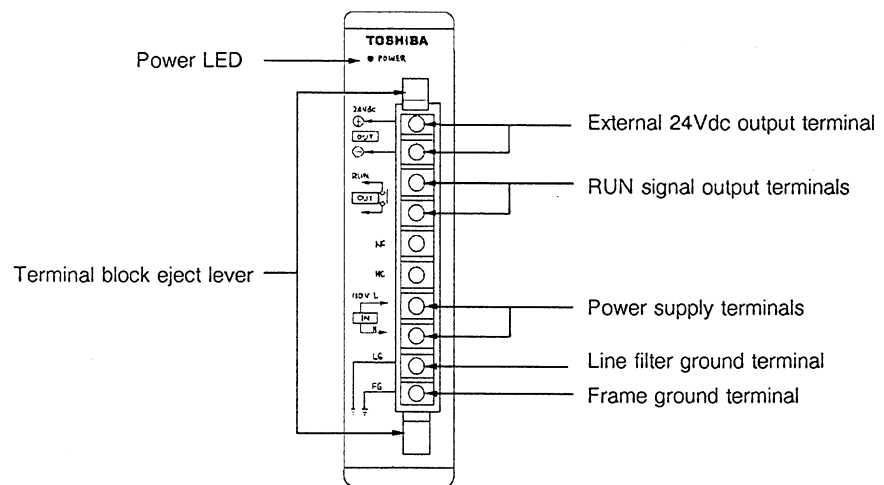 TOSHIBA
POWER
Power LED
24Vdc
OUT
External 24Vdc output terminal
RUN
OUT
RUN signal output terminals
NC
Terminal block eject lever
110V L
IN
N
Power supply terminals
LG
Line filter ground terminal
FG
Frame ground terminal